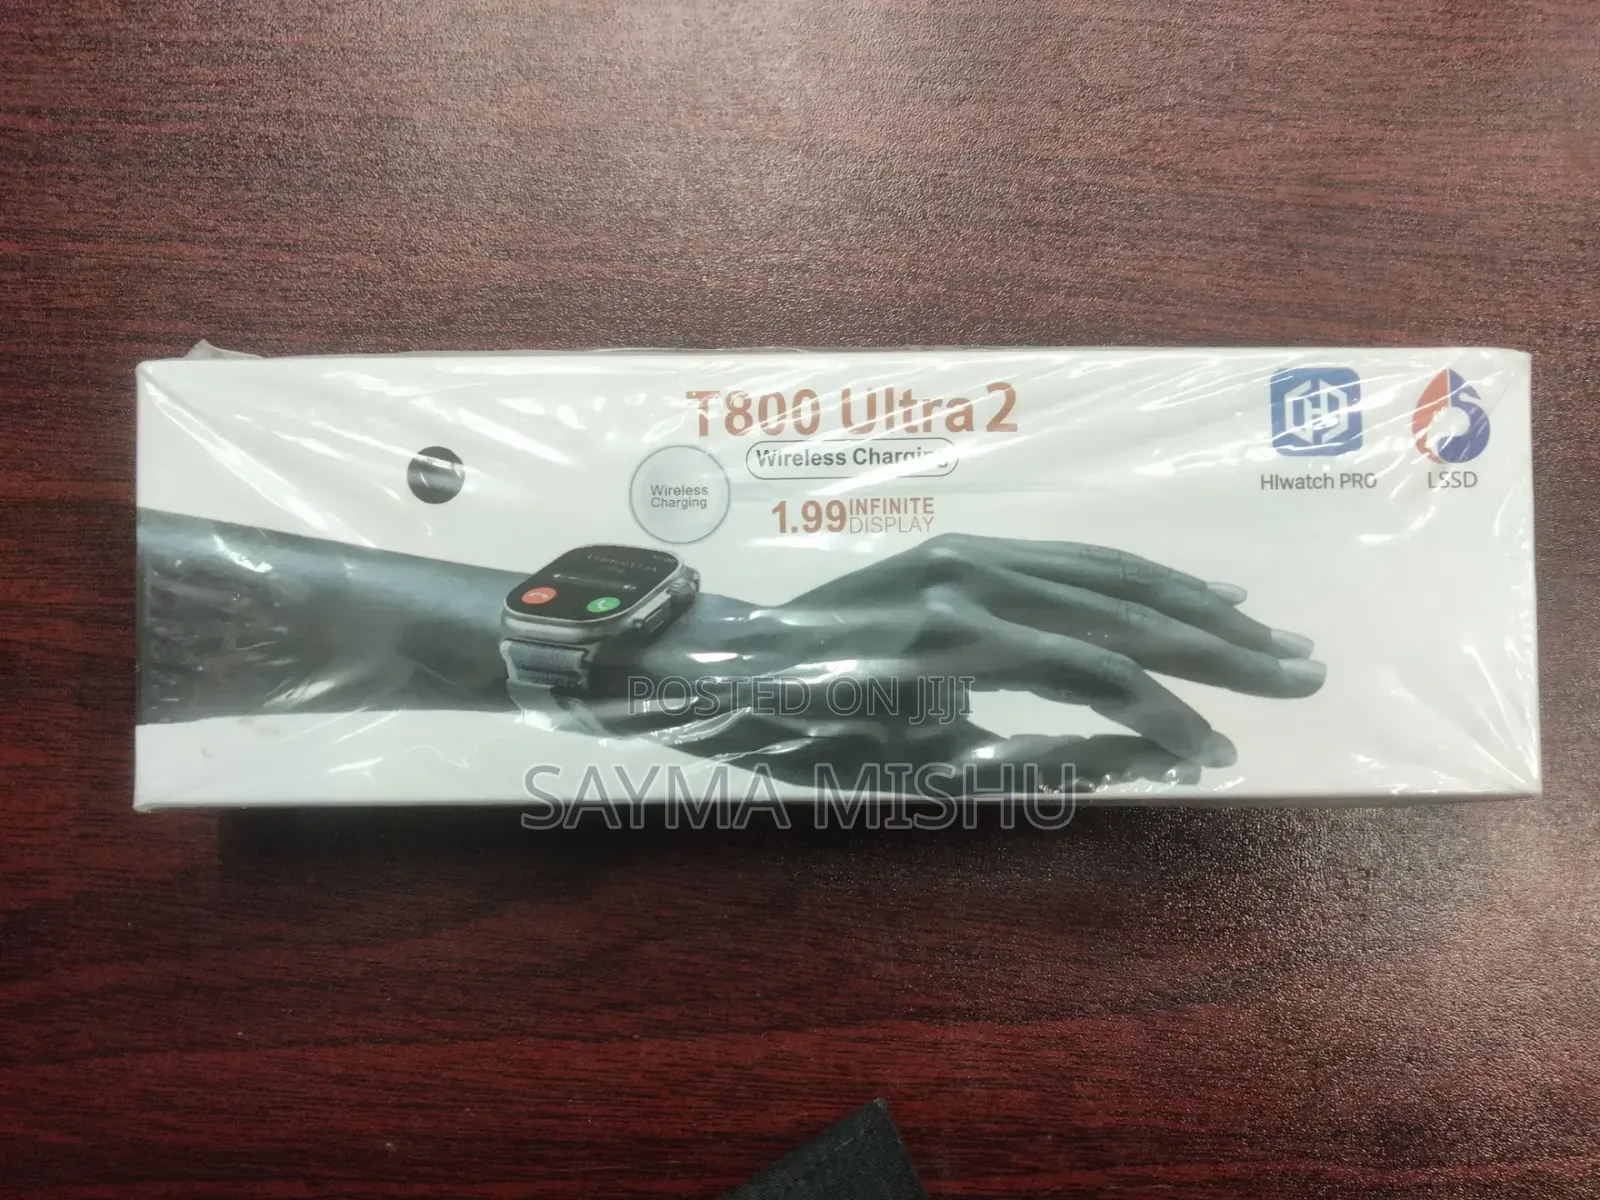 T800 Ultra 2
Wireless Charging
Wireless
Charging
1.99 INFINITE
DISPLAY
HIwatch PRO
LSSD
POSTED ON JIJI
SAYMA MISHU